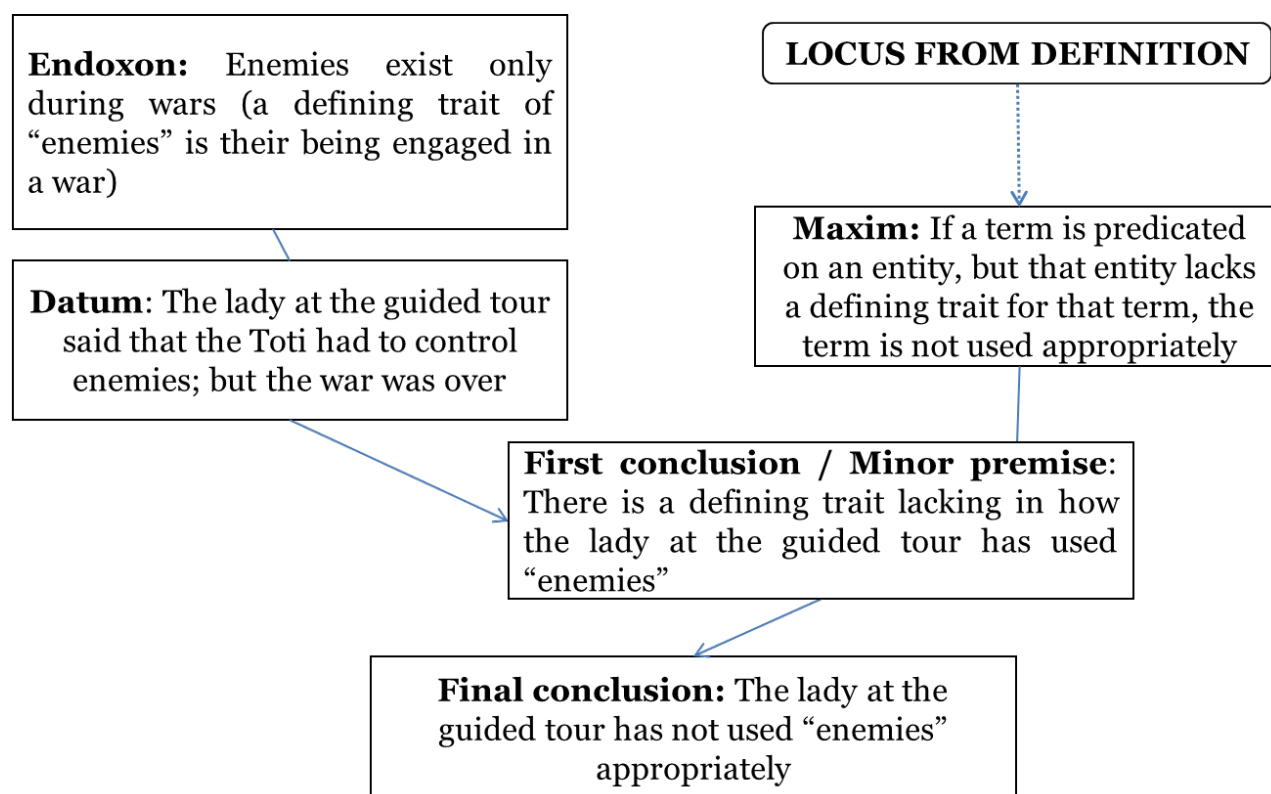 Endoxon: Enemies exist only
during wars (a defining trait of
“enemies” is their being engaged in
a war)
LOCUS FROM DEFINITION
Datum: The lady at the guided tour
said that the Toti had to control
enemies; but the war was over
Maxim: If a term is predicated
on an entity, but that entity lacks
a defining trait for that term, the
term is not used appropriately
First conclusion / Minor premise:
There is a defining trait lacking in how
the lady at the guided tour has used
“enemies”
Final conclusion: The lady at the
guided tour has not used “enemies”
appropriately